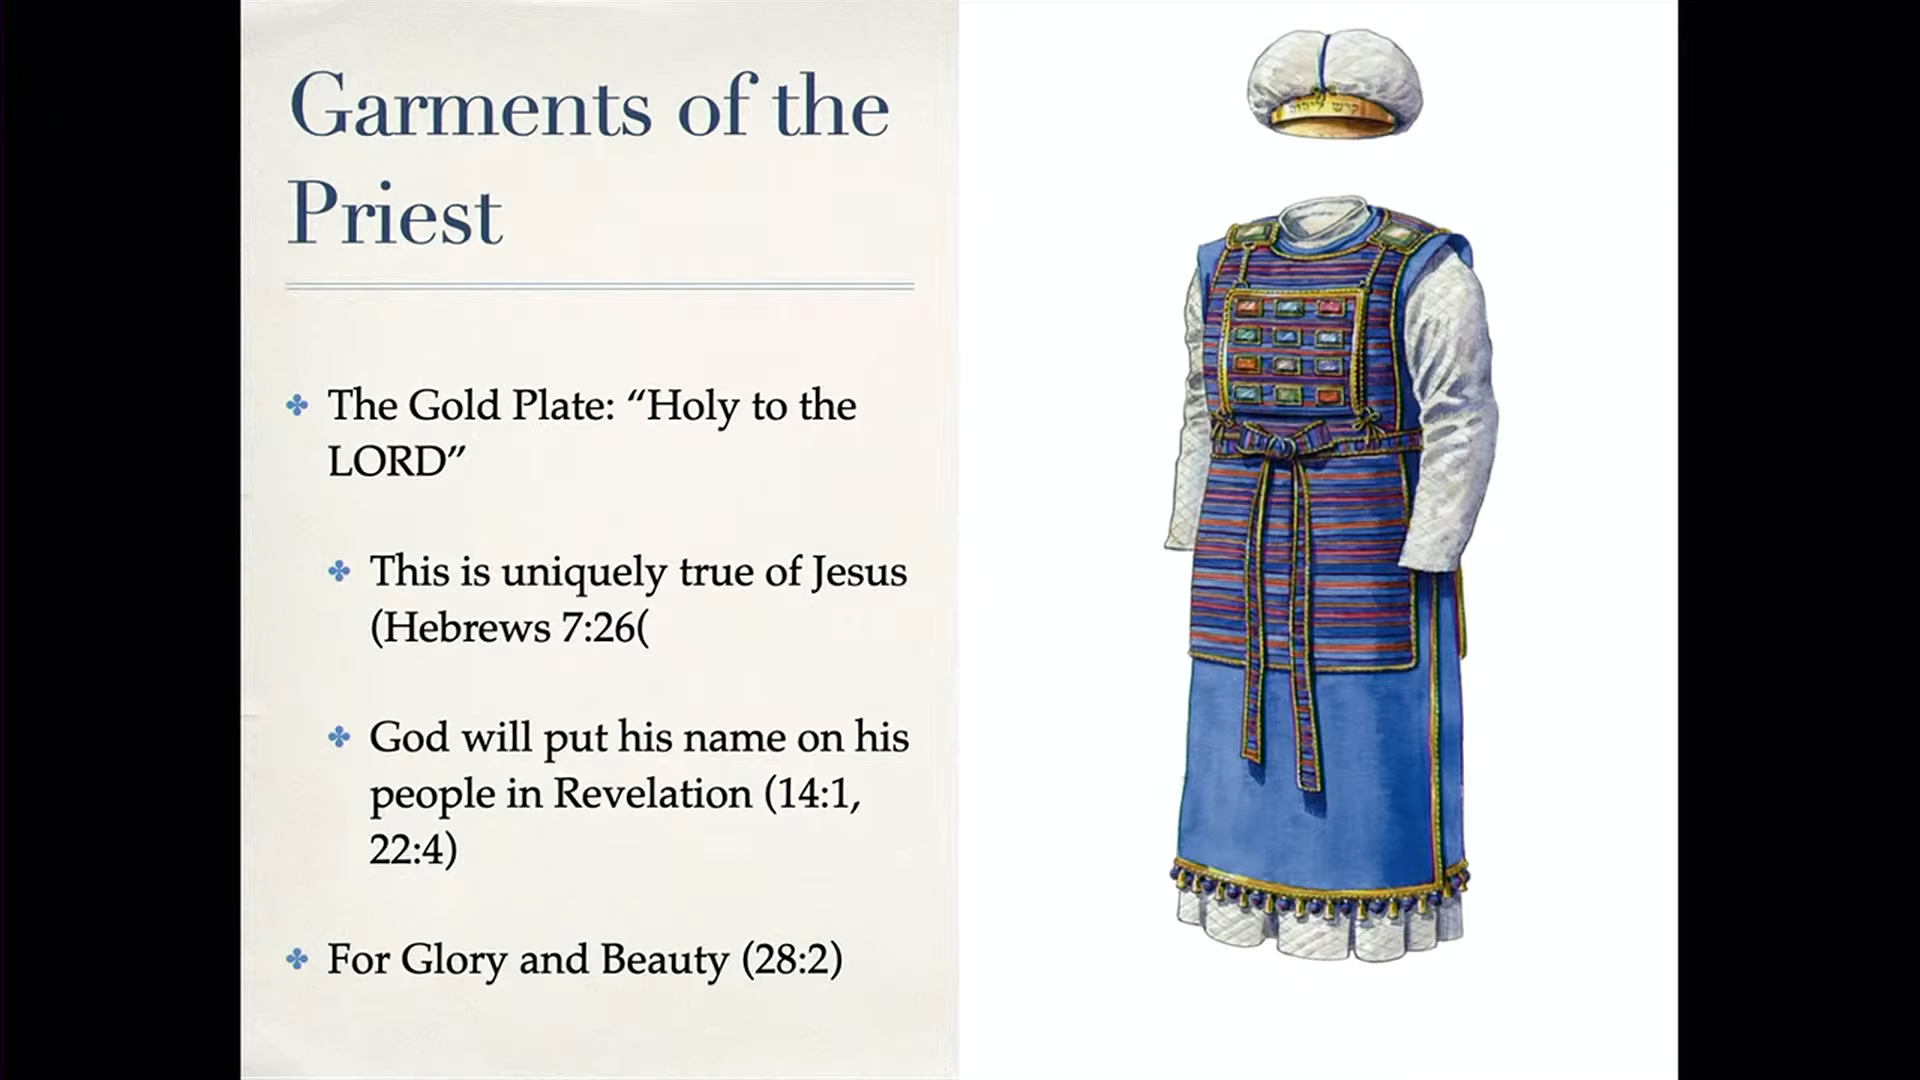 Garments of the
Priest
The Gold Plate: “Holy to the
LORD”
This is uniquely true of Jesus
(Hebrews 7:26(
God will put his name on his
people in Revelation (14:1,
22:4)
For Glory and Beauty (28:2)